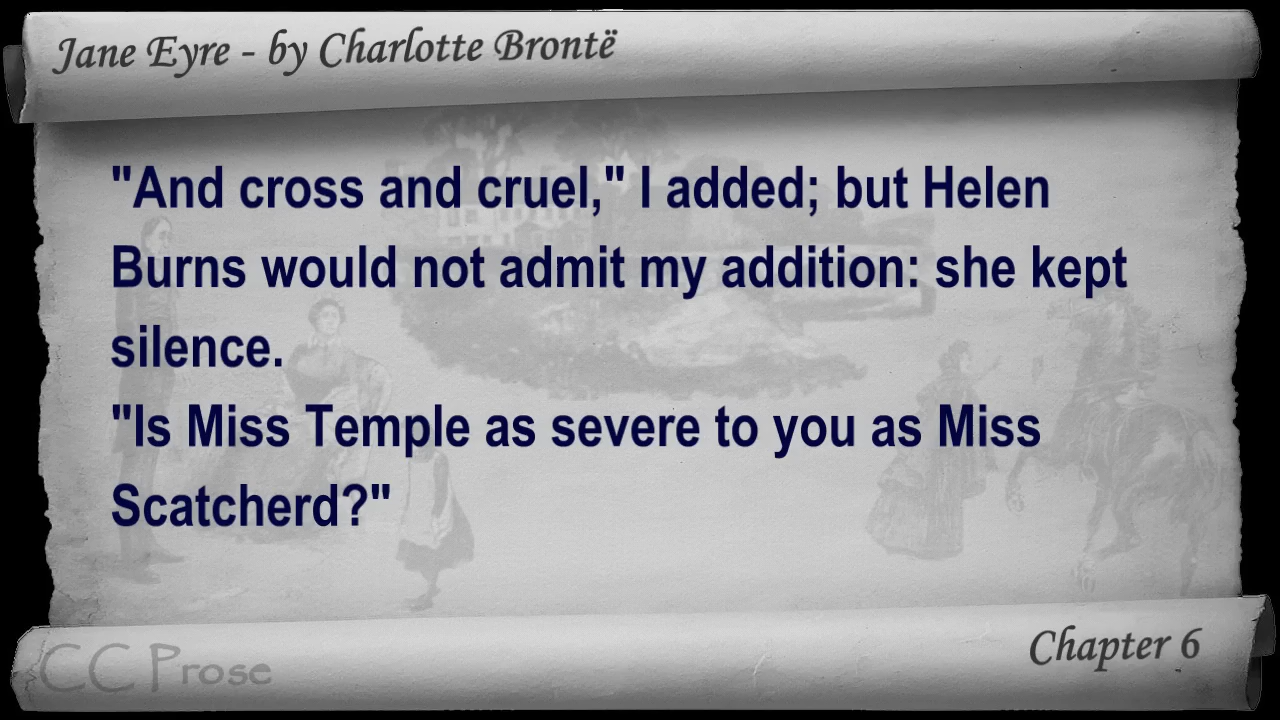 Jane Eyre - by Charlotte Brontë
"And cross and cruel," I added; but Helen
Burns would not admit my addition: she kept
silence.
"Is Miss Temple as severe to you as Miss
Scatcherd?"
Chapter 6
CC Prose